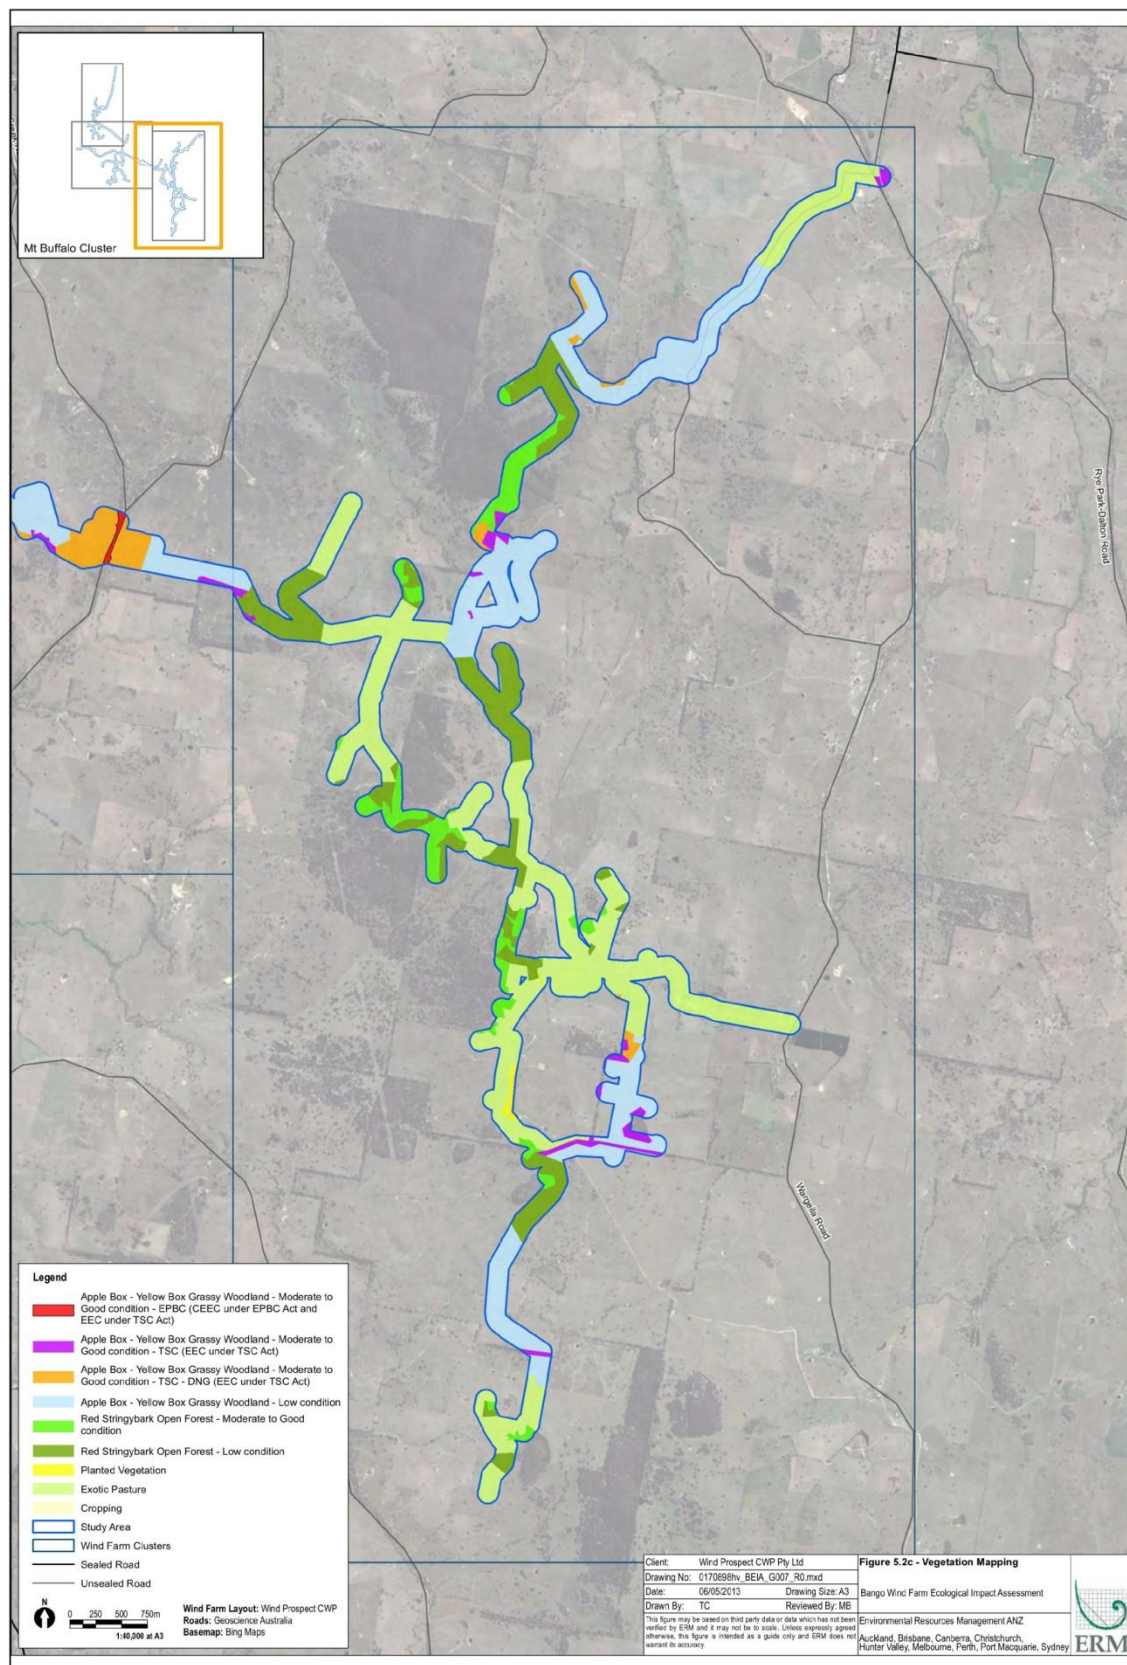 Mt Buffalo Cluster
Rye Park-Dalton Road
Wargeila Road
Legend
Apple Box - Yellow Box Grassy Woodland - Moderate to
Good condition - EPBC (CEEC under EPBC Act and
EEC under TSC Act)
Apple Box - Yellow Box Grassy Woodland - Moderate to
Good condition - TSC (EEC under TSC Act)
Apple Box - Yellow Box Grassy Woodland - Moderate to
Good condition - TSC - DNG (EEC under TSC Act)
Apple Box - Yellow Box Grassy Woodland - Low condition
Red Stringybark Open Forest - Moderate to Good
condition
Red Stringybark Open Forest - Low condition
Planted Vegetation
Exotic Pasture
Cropping
Study Area
Wind Farm Clusters
Sealed Road
Unsealed Road
N
0 250 500 750m
1:40,000 at A3
Wind Farm Layout: Wind Prospect CWP
Roads: Geoscience Australia
Basemap: Bing Maps
Client: Wind Prospect CWP Pty Ltd
Drawing No: 0170898hv_BEIA_G007_R0.mxd
Date: 06/05/2013 Drawing Size: A3
Drawn By: TC Reviewed By: MB
This figure may be based on third party data or data which has not been
verified by ERM and it may not be to scale. Unless expressly agreed
otherwise, this figure is intended as a guide only and ERM does not
warrant its accuracy.
Figure 5.2c - Vegetation Mapping
Bango Wind Farm Ecological Impact Assessment
Environmental Resources Management ANZ
Auckland, Brisbane, Canberra, Christchurch,
Hunter Valley, Melbourne, Perth, Port Macquarie, Sydney
ERM